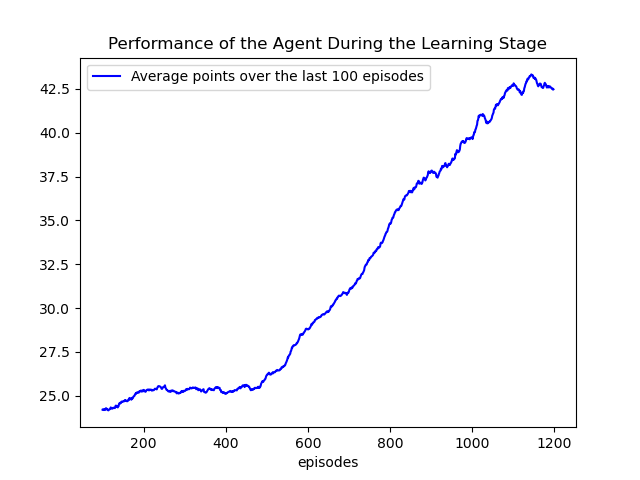 Performance of the Agent During the Learning Stage
Average points over the last 100 episodes
42.5
40.0
37.5
35.0
32.5
30.0
27.5
25.0
200 400 600 800 1000 1200
episodes